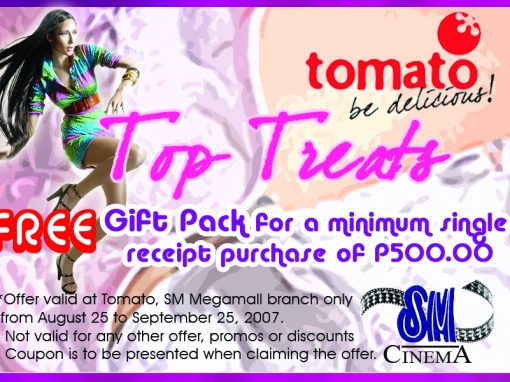 tomato
be delicious!
Top Treats
FREE Gift Pack for a minimum single
receipt purchase of P500.00
*Offer valid at Tomato, SM Megamall branch only
from August 25 to September 25, 2007.
Not valid for any other offer, promos or discounts
Coupon is to be presented when claiming the offer.
SM
CINEMA